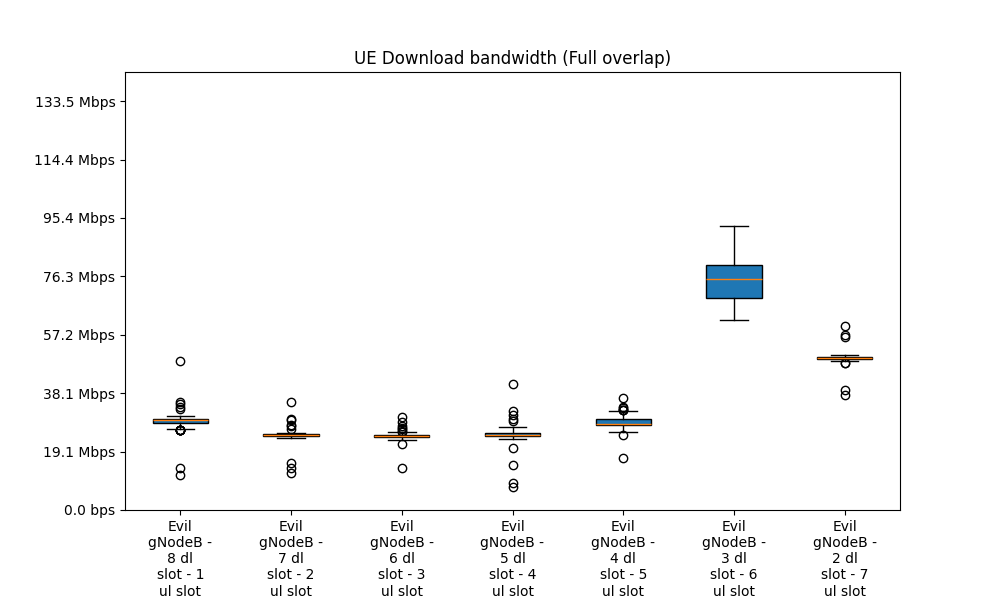 UE Download bandwidth (Full overlap)
133.5 Mbps
114.4 Mbps
95.4 Mbps
76.3 Mbps
57.2 Mbps
38.1 Mbps
19.1 Mbps
0.0 bps
Evil
gNodeB -
8 dl
slot - 1
ul slot
Evil
gNodeB -
7 dl
slot - 2
ul slot
Evil
gNodeB -
6 dl
slot - 3
ul slot
Evil
gNodeB -
5 dl
slot - 4
ul slot
Evil
gNodeB -
4 dl
slot - 5
ul slot
Evil
gNodeB -
3 dl
slot - 6
ul slot
Evil
gNodeB -
2 dl
slot - 7
ul slot